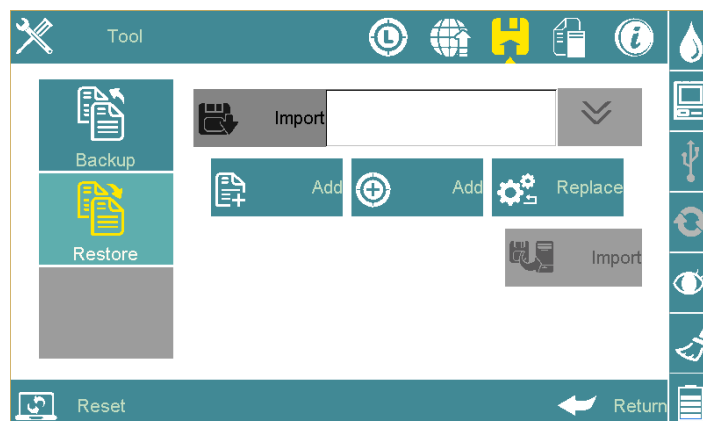 Tool
Backup
Restore
Import
Add
Add
Replace
Import
Reset
Return